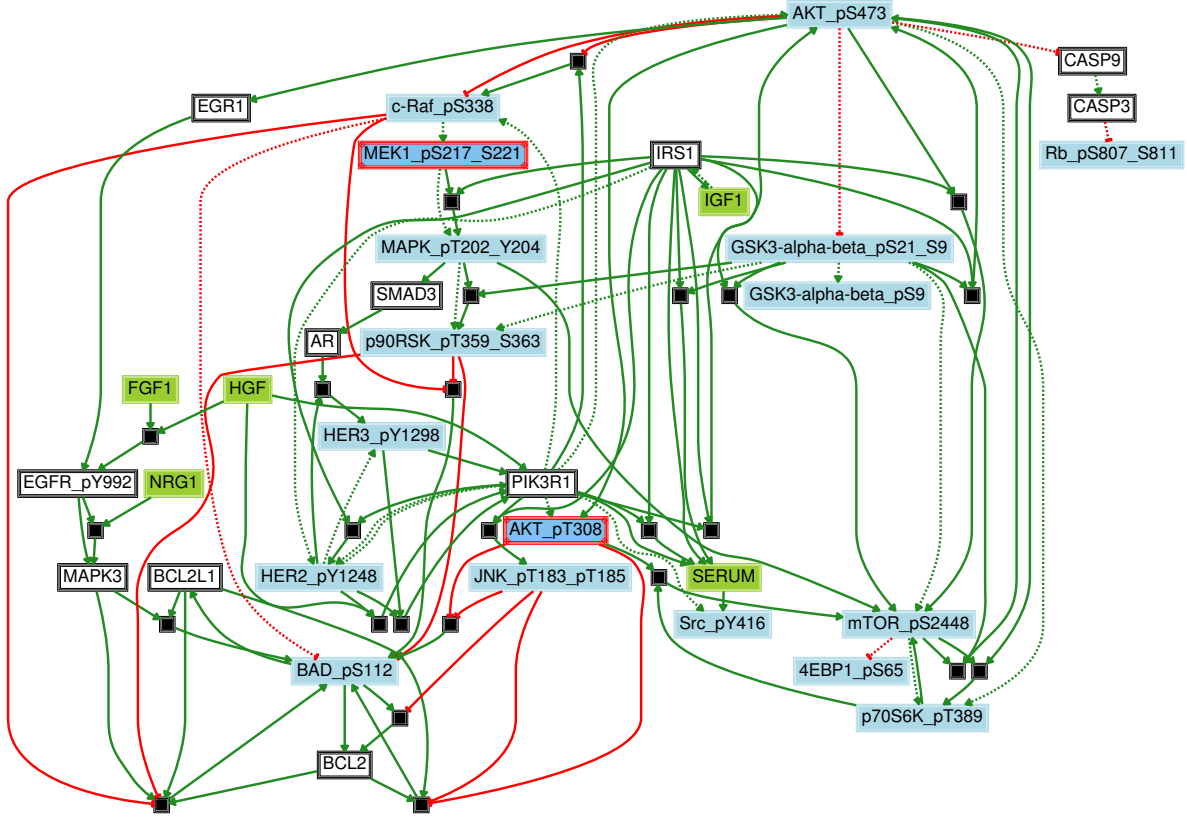 AKT_pS473
CASP9
EGR1
c-Raf_pS338
CASP3
MEK1_pS217_S221
IRS1
Rb_pS807_S811
IGF1
MAPK_pT202_Y204
GSK3-alpha-beta_pS21_S9
SMAD3
GSK3-alpha-beta_pS9
AR
p90RSK_pT359_S363
FGF1
HGF
HER3_pY1298
EGFR_pY992
NRG1
PIK3R1
AKT_pT308
MAPK3
BCL2L1
HER2_pY1248
JNK_pT183_pT185
SERUM
Src_pY416
mTOR_pS2448
BAD_pS112
4EBP1_pS65
p70S6K_pT389
BCL2